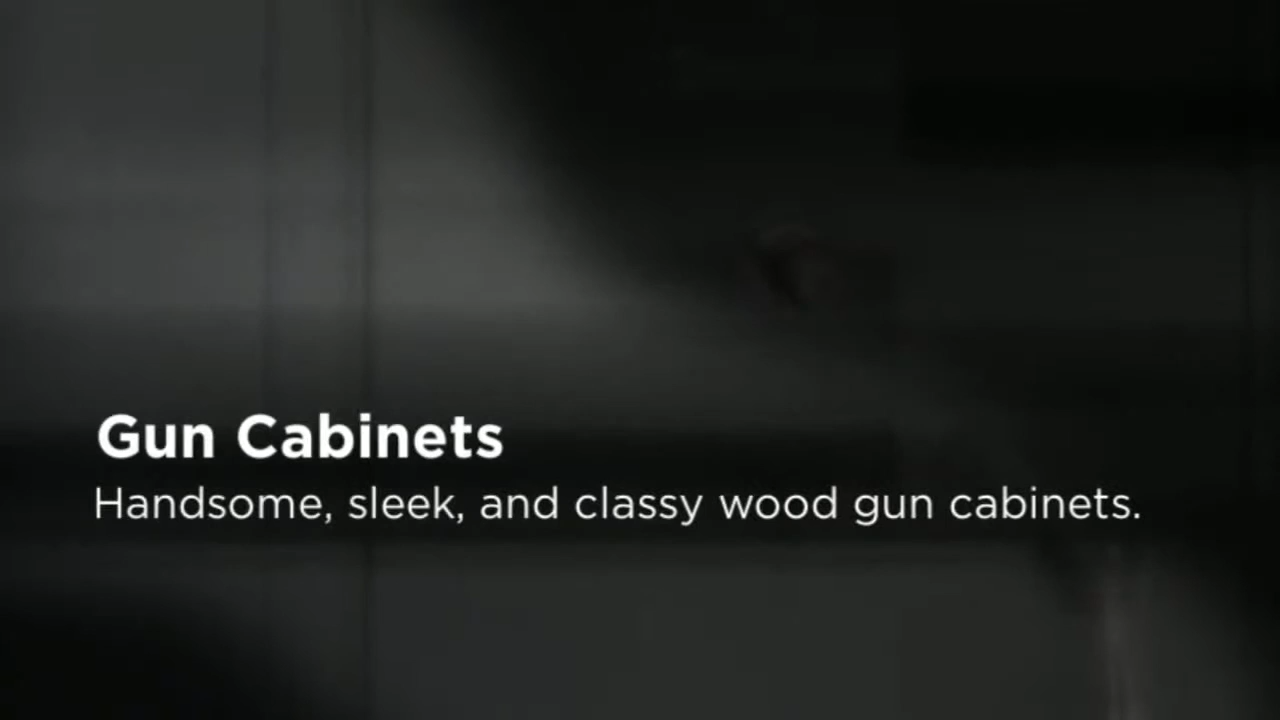 Gun Cabinets
Handsome, sleek, and classy wood gun cabinets.